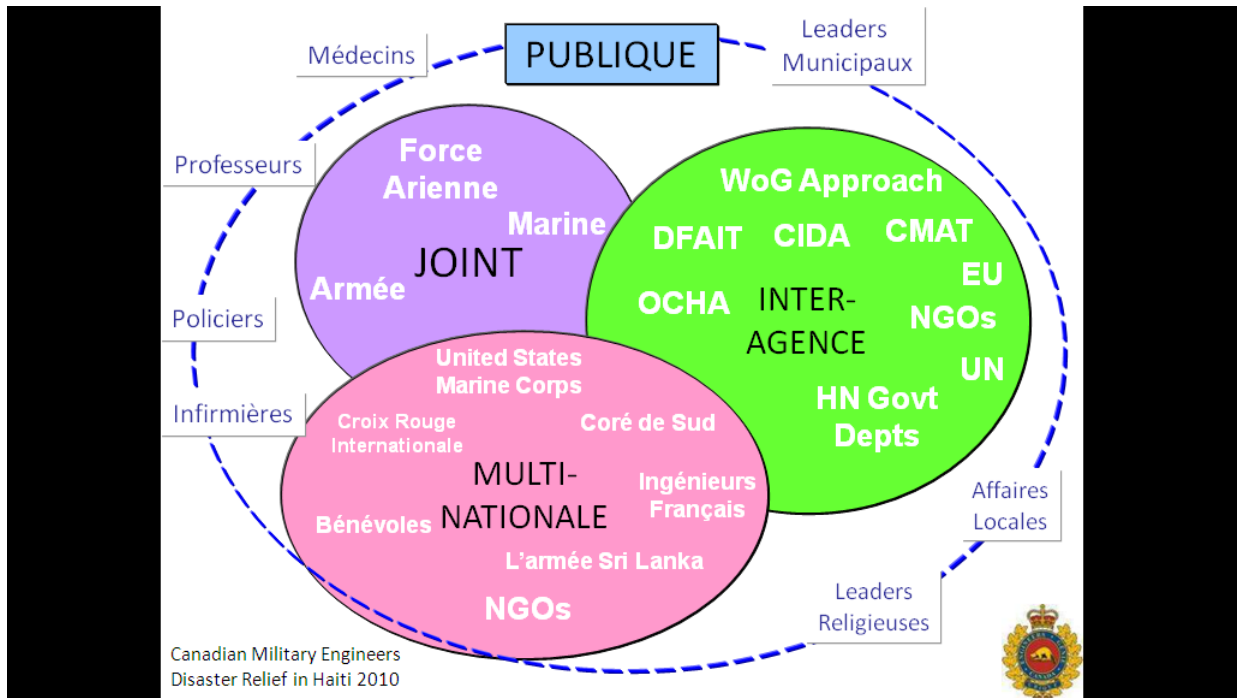 PUBLIQUE
Médecins
Leaders
Municipaux
Professeurs
Policiers
Infirmières
Affaires
Locales
Leaders
Religieuses
Force
Arienne
Marine
JOINT
Armée
WoG Approach
DFAIT
CIDA
CMAT
EU
OCHA
INTER-
AGENCE
NGOs
UN
HN Govt
Depts
United States
Marine Corps
Croix Rouge
Internationale
Coré de Sud
MULTI-
NATIONALE
Ingénieurs
Français
Bénévoles
L'armée Sri Lanka
NGOs
Canadian Military Engineers
Disaster Relief in Haiti 2010